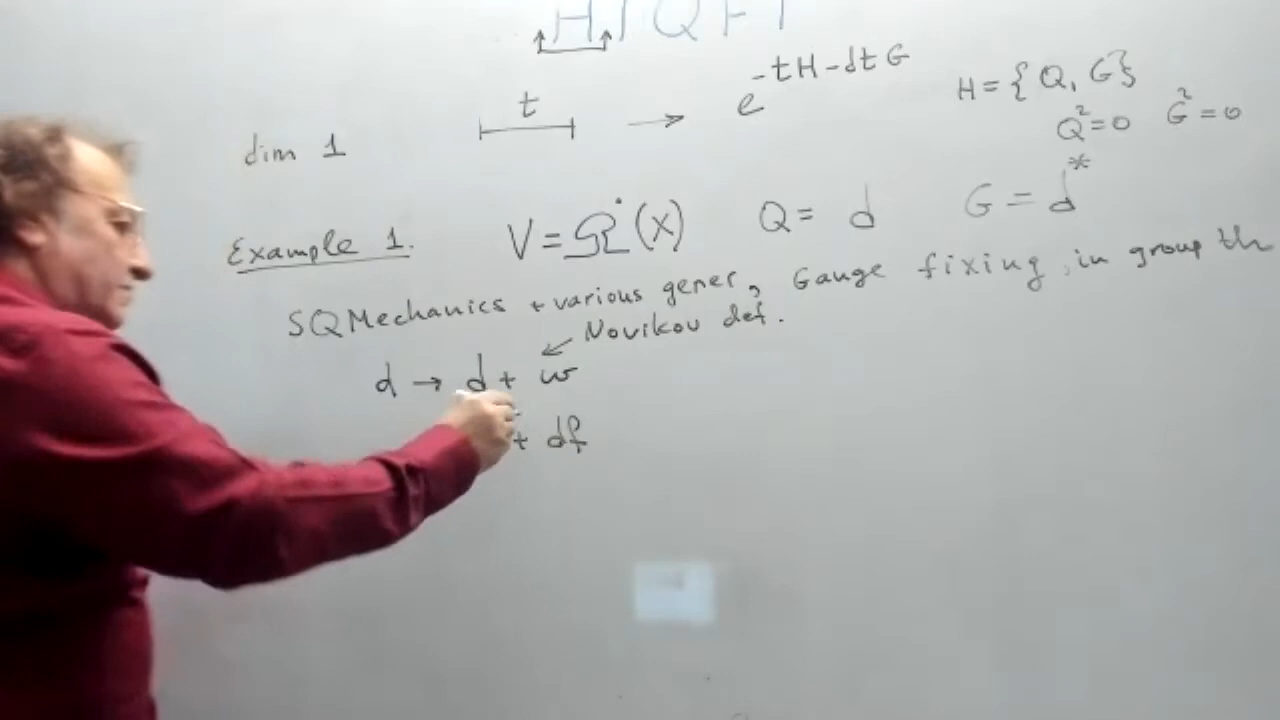 HTQFT
t → e^{-tH-dtG} H={Q,G}
dim 1 Q²=0 G²=0
Example 1. V=Ω˙(X) Q= d G=d*
SQMechanics + various gener, Gauge fixing, in group th
d → d + w ← Novikov def.
+ df